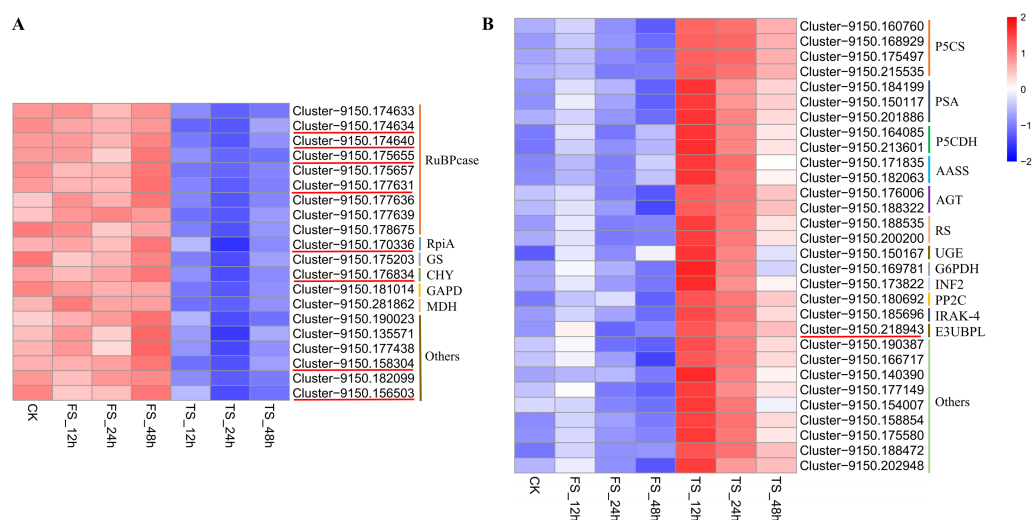 A
Cluster-9150.174633
Cluster-9150.174634
Cluster-9150.174640
Cluster-9150.175655
Cluster-9150.175657
Cluster-9150.177631
Cluster-9150.177636
Cluster-9150.177639
Cluster-9150.178675
Cluster-9150.170336
Cluster-9150.175203
Cluster-9150.176834
Cluster-9150.181014
Cluster-9150.281862
Cluster-9150.190023
Cluster-9150.135571
Cluster-9150.177438
Cluster-9150.158304
Cluster-9150.182099
Cluster-9150.156503
RuBPcase
RpiA
GS
CHY
GAPD
MDH
Others
CK
FS_12h
FS_24h
FS_48h
TS_12h
TS_24h
TS_48h
B
Cluster-9150.160760
Cluster-9150.168929
Cluster-9150.175497
Cluster-9150.215535
Cluster-9150.184199
Cluster-9150.150117
Cluster-9150.201886
Cluster-9150.164085
Cluster-9150.213601
Cluster-9150.171835
Cluster-9150.182063
Cluster-9150.176006
Cluster-9150.188322
Cluster-9150.188535
Cluster-9150.200200
Cluster-9150.150167
Cluster-9150.169781
Cluster-9150.173822
Cluster-9150.180692
Cluster-9150.185696
Cluster-9150.218943
Cluster-9150.190387
Cluster-9150.166717
Cluster-9150.140390
Cluster-9150.177149
Cluster-9150.154007
Cluster-9150.158854
Cluster-9150.175580
Cluster-9150.188472
Cluster-9150.202948
P5CS
PSA
P5CDH
AASS
AGT
RS
UGE
G6PDH
INF2
PP2C
IRAK-4
E3UBPL
Others
CK
FS_12h
FS_24h
FS_48h
TS_12h
TS_24h
TS_48h
2
1
0
-1
-2